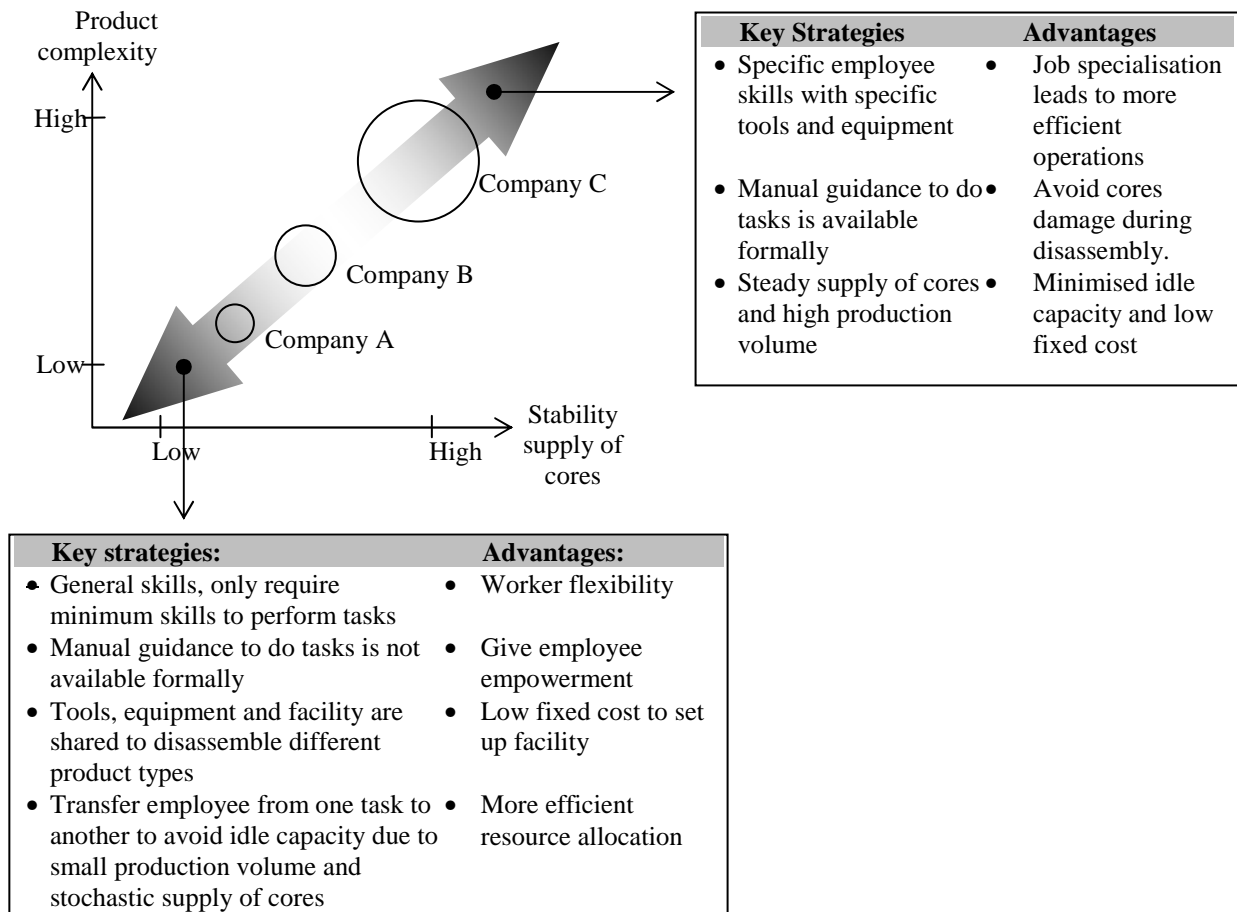 Product
complexity
High
Low
Low
High
Stability
supply of
cores
Company C
Company B
Company A
Key Strategies Advantages
• Specific employee • Job specialisation
skills with specific leads to more
tools and equipment efficient
operations
• Manual guidance to do • Avoid cores
tasks is available damage during
formally disassembly.
• Steady supply of cores • Minimised idle
and high production capacity and low
volume fixed cost
Key strategies: Advantages:
• General skills, only require • Worker flexibility
minimum skills to perform tasks
• Manual guidance to do tasks is not • Give employee
available formally empowerment
• Tools, equipment and facility are • Low fixed cost to set
shared to disassemble different up facility
product types
• Transfer employee from one task to • More efficient
another to avoid idle capacity due to resource allocation
small production volume and
stochastic supply of cores